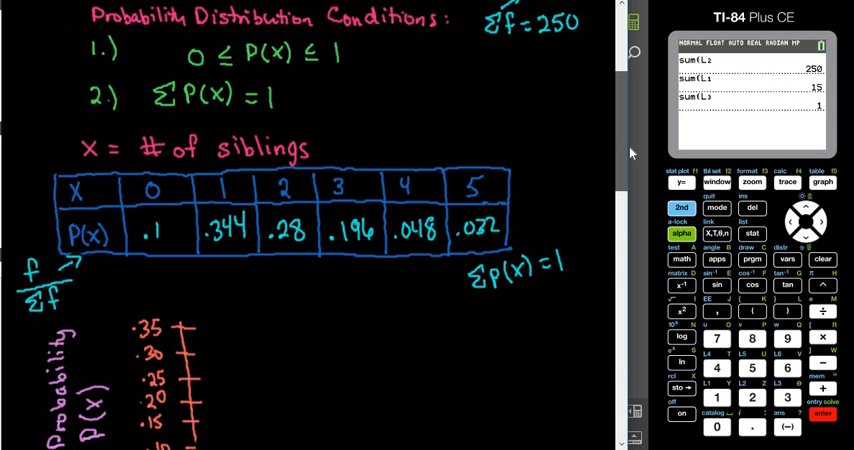 Probability Distribution Conditions:
Σf = 250
1.) 0 ≤ P(x) ≤ 1
2.) Σ P(x) = 1
X = # of siblings
X 0 1 2 3 4 5
P(x) .1 .344 .28 .196 .048 .032
f
Σf
Σ P(x) = 1
Probability
P(x)
.35
.30
.25
.20
.15
.10
TI-84 Plus CE
NORMAL FLOAT AUTO REAL RADIAN MP
sum(L₂
250
sum(L₁
15
sum(L₃
1
stat plot f1 tbl set f2 format f3 calc f4 table f5
y= window zoom trace graph
quit ins
2nd mode del
A-lock link list
alpha X,T,θ,n stat
test A angle B draw C distr
math apps prgm vars clear
matrix D sin⁻¹ E cos⁻¹ F tan⁻¹ G π H
x⁻¹ sin cos tan ^
√ I EE J { K } L e M
x² , ( ) ÷
10ˣ N u O v P w Q [ R
log 7 8 9 ×
eˣ S L4 T L5 U L6 V ] W
ln 4 5 6 −
rcl X L1 Y L2 Z L3 θ mem "
sto→ 1 2 3 +
off catalog i : ans ? entry solve
on 0 . (−) enter